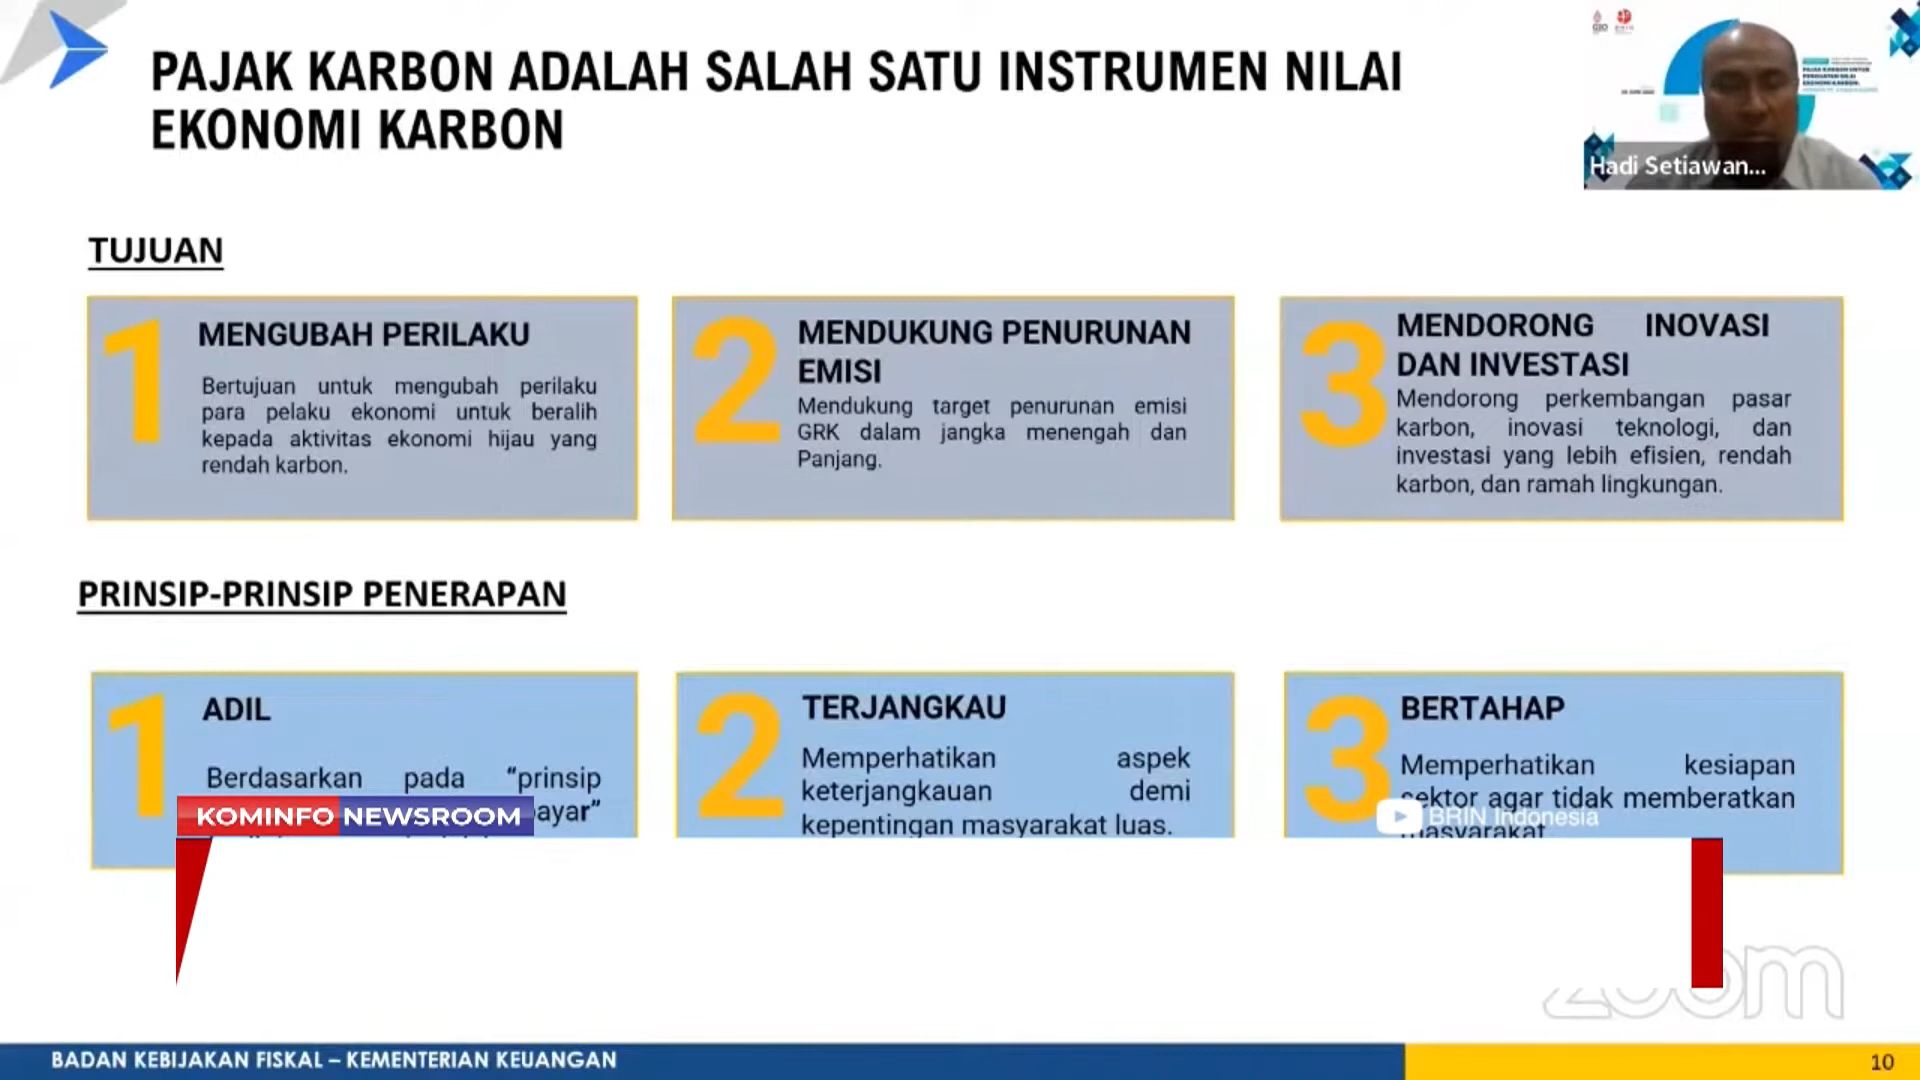 PAJAK KARBON ADALAH SALAH SATU INSTRUMEN NILAI
EKONOMI KARBON
Hadi Setiawan...
TUJUAN
1
MENGUBAH PERILAKU
Bertujuan untuk mengubah perilaku
para pelaku ekonomi untuk beralih
kepada aktivitas ekonomi hijau yang
rendah karbon.
2
MENDUKUNG PENURUNAN
EMISI
Mendukung target penurunan emisi
GRK dalam jangka menengah dan
Panjang.
3
MENDORONG INOVASI
DAN INVESTASI
Mendorong perkembangan pasar
karbon, inovasi teknologi, dan
investasi yang lebih efisien, rendah
karbon, dan ramah lingkungan.
PRINSIP-PRINSIP PENERAPAN
1
ADIL
Berdasarkan pada “prinsip
KOMINFO NEWSROOM
2
TERJANGKAU
Memperhatikan aspek
keterjangkauan demi
kepentingan masyarakat luas.
3
BERTAHAP
Memperhatikan kesiapan
sektor agar tidak memberatkan
masyarakat
BRIN Indonesia
zoom
BADAN KEBIJAKAN FISKAL – KEMENTERIAN KEUANGAN
10